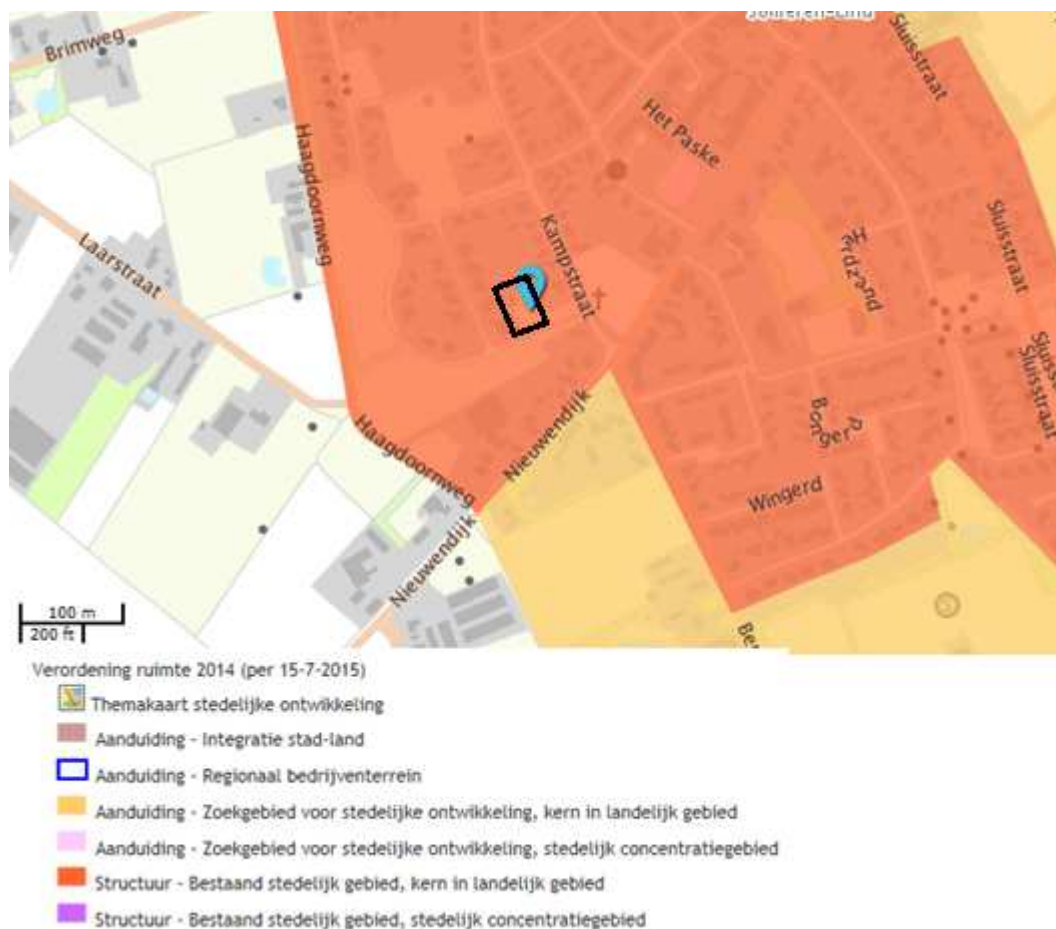 Brimweg
Sluisstraat
Haagdoornweg
Het Paske
Laarstraat
Kampstraat
Herdzpad
Sluisstraat
Sluisstraat
Bongerd
Haagdoornweg
Nieuwendijk
Wingerd
Nieuwendijk
100 m
200 ft
Verordening ruimte 2014 (per 15-7-2015)
Themakaart stedelijke ontwikkeling
Aanduiding - Integratie stad-land
Aanduiding - Regionaal bedrijventerrein
Aanduiding - Zoekgebied voor stedelijke ontwikkeling, kern in landelijk gebied
Aanduiding - Zoekgebied voor stedelijke ontwikkeling, stedelijk concentratiegebied
Structuur - Bestaand stedelijk gebied, kern in landelijk gebied
Structuur - Bestaand stedelijk gebied, stedelijk concentratiegebied